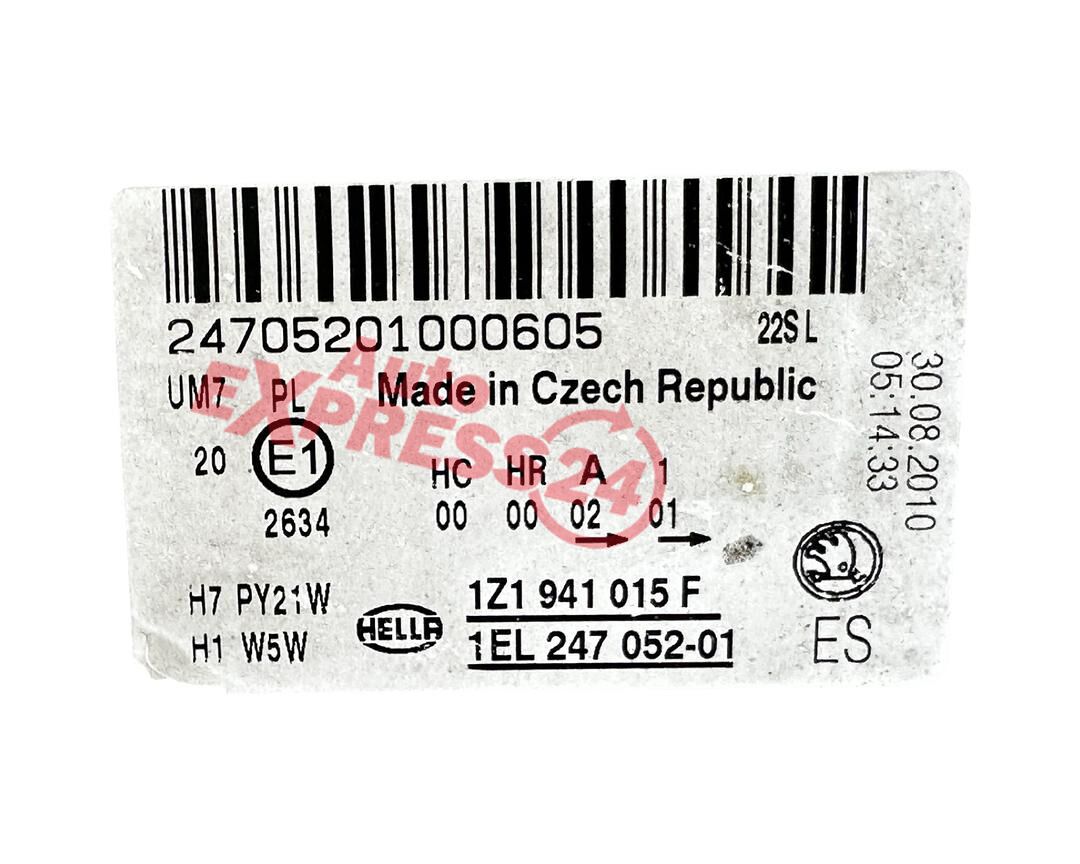 24705201000605 22S L
UM7 PL Made in Czech Republic
20 E1 HC HR A 1
2634 00 00 02 01
H7 PY21W
H1 W5W
HELLA
1Z1 941 015 F
1EL 247 052-01
ES
30.08.2010
05:14:33
Auto
EXPRESS24